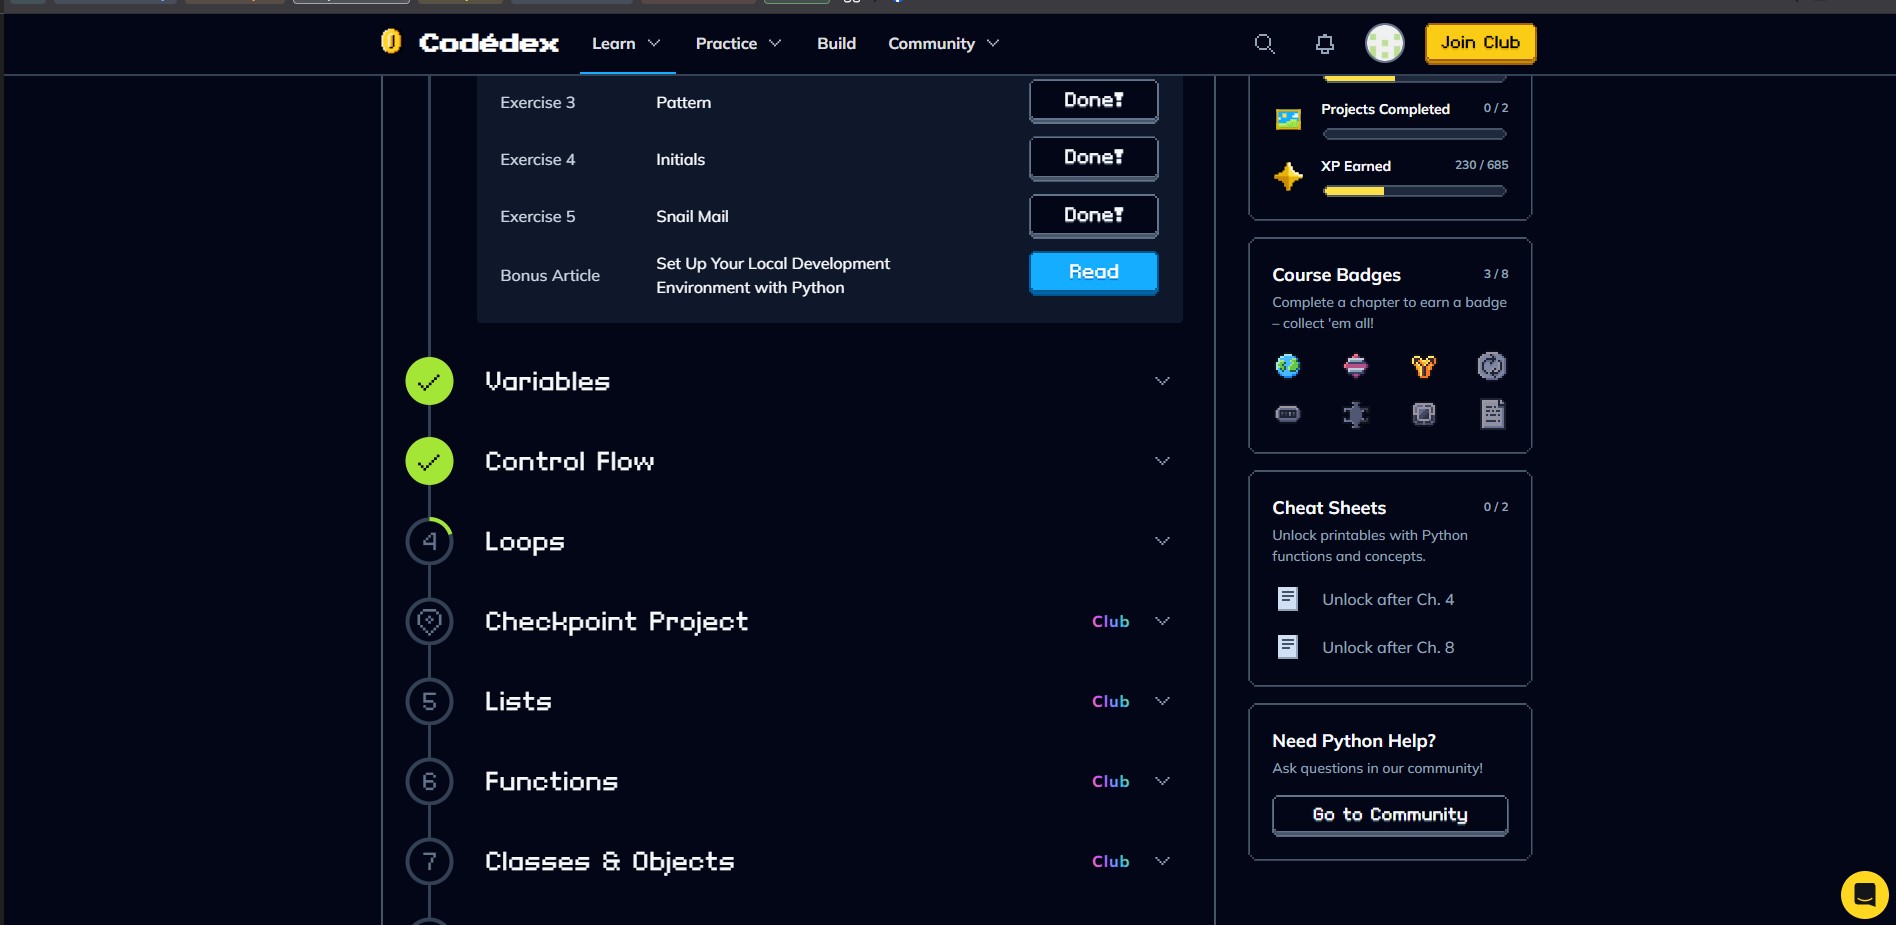 Codédex
Learn
Practice
Build
Community
Join Club
Exercise 3
Pattern
Done!
Exercise 4
Initials
Done!
Exercise 5
Snail Mail
Done!
Bonus Article
Set Up Your Local Development
Environment with Python
Read
Variables
Control Flow
4
Loops
Checkpoint Project
Club
5
Lists
Club
6
Functions
Club
7
Classes & Objects
Club
Projects Completed
0 / 2
XP Earned
230 / 685
Course Badges
3 / 8
Complete a chapter to earn a badge
– collect 'em all!
Cheat Sheets
0 / 2
Unlock printables with Python
functions and concepts.
Unlock after Ch. 4
Unlock after Ch. 8
Need Python Help?
Ask questions in our community!
Go to Community